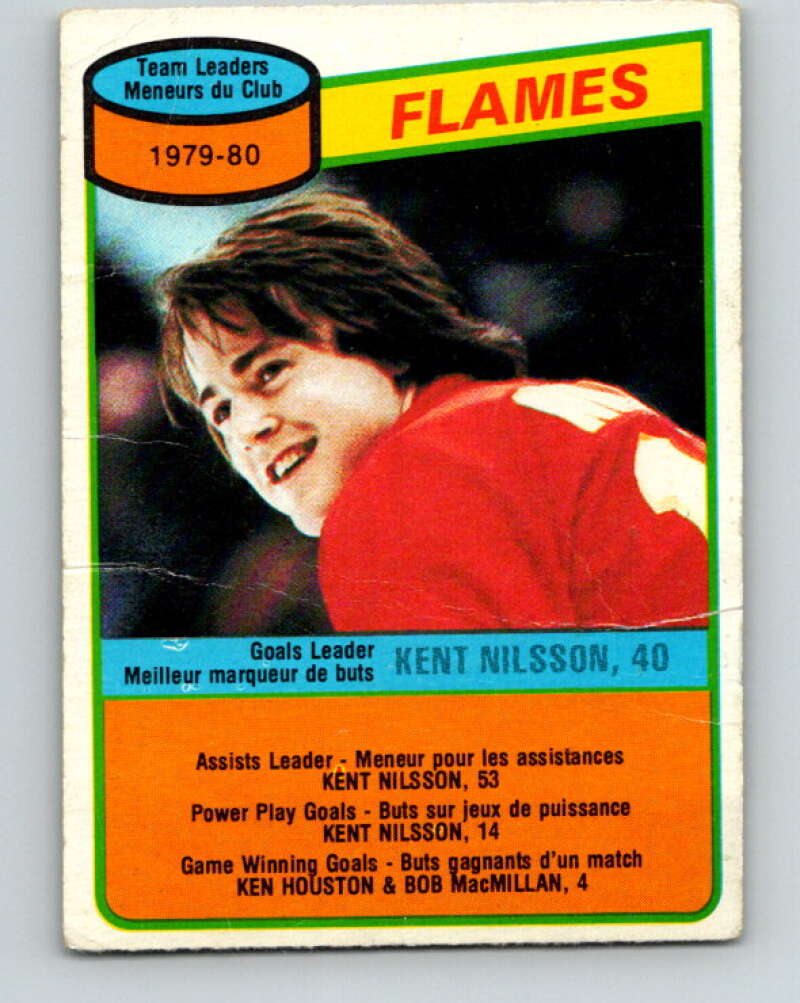 Team Leaders
Meneurs du Club
1979-80
FLAMES
Goals Leader
Meilleur marqueur de buts
KENT NILSSON, 40
Assists Leader - Meneur pour les assistances
KENT NILSSON, 53
Power Play Goals - Buts sur jeux de puissance
KENT NILSSON, 14
Game Winning Goals - Buts gagnants d'un match
KEN HOUSTON & BOB MacMILLAN, 4